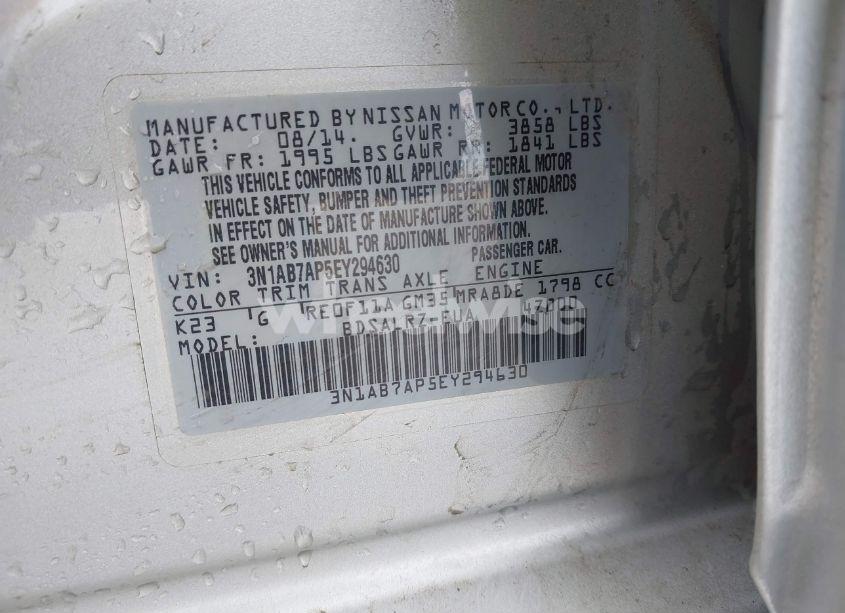 MANUFACTURED BY NISSAN MOTOR CO., LTD.
DATE: 08/14. GVWR: 3858 LBS
GAWR FR: 1995 LBS GAWR RR: 1841 LBS
THIS VEHICLE CONFORMS TO ALL APPLICABLE FEDERAL MOTOR
VEHICLE SAFETY, BUMPER AND THEFT PREVENTION STANDARDS
IN EFFECT ON THE DATE OF MANUFACTURE SHOWN ABOVE.
SEE OWNER'S MANUAL FOR ADDITIONAL INFORMATION.
VIN: 3N1AB7AP5EY294630 PASSENGER CAR.
COLOR TRIM TRANS AXLE ENGINE
K23 G RE0F11A GM35 MRA8DE 1798 CC
MODEL: BDSALRZ-EUA
3N1AB7AP5EY294630